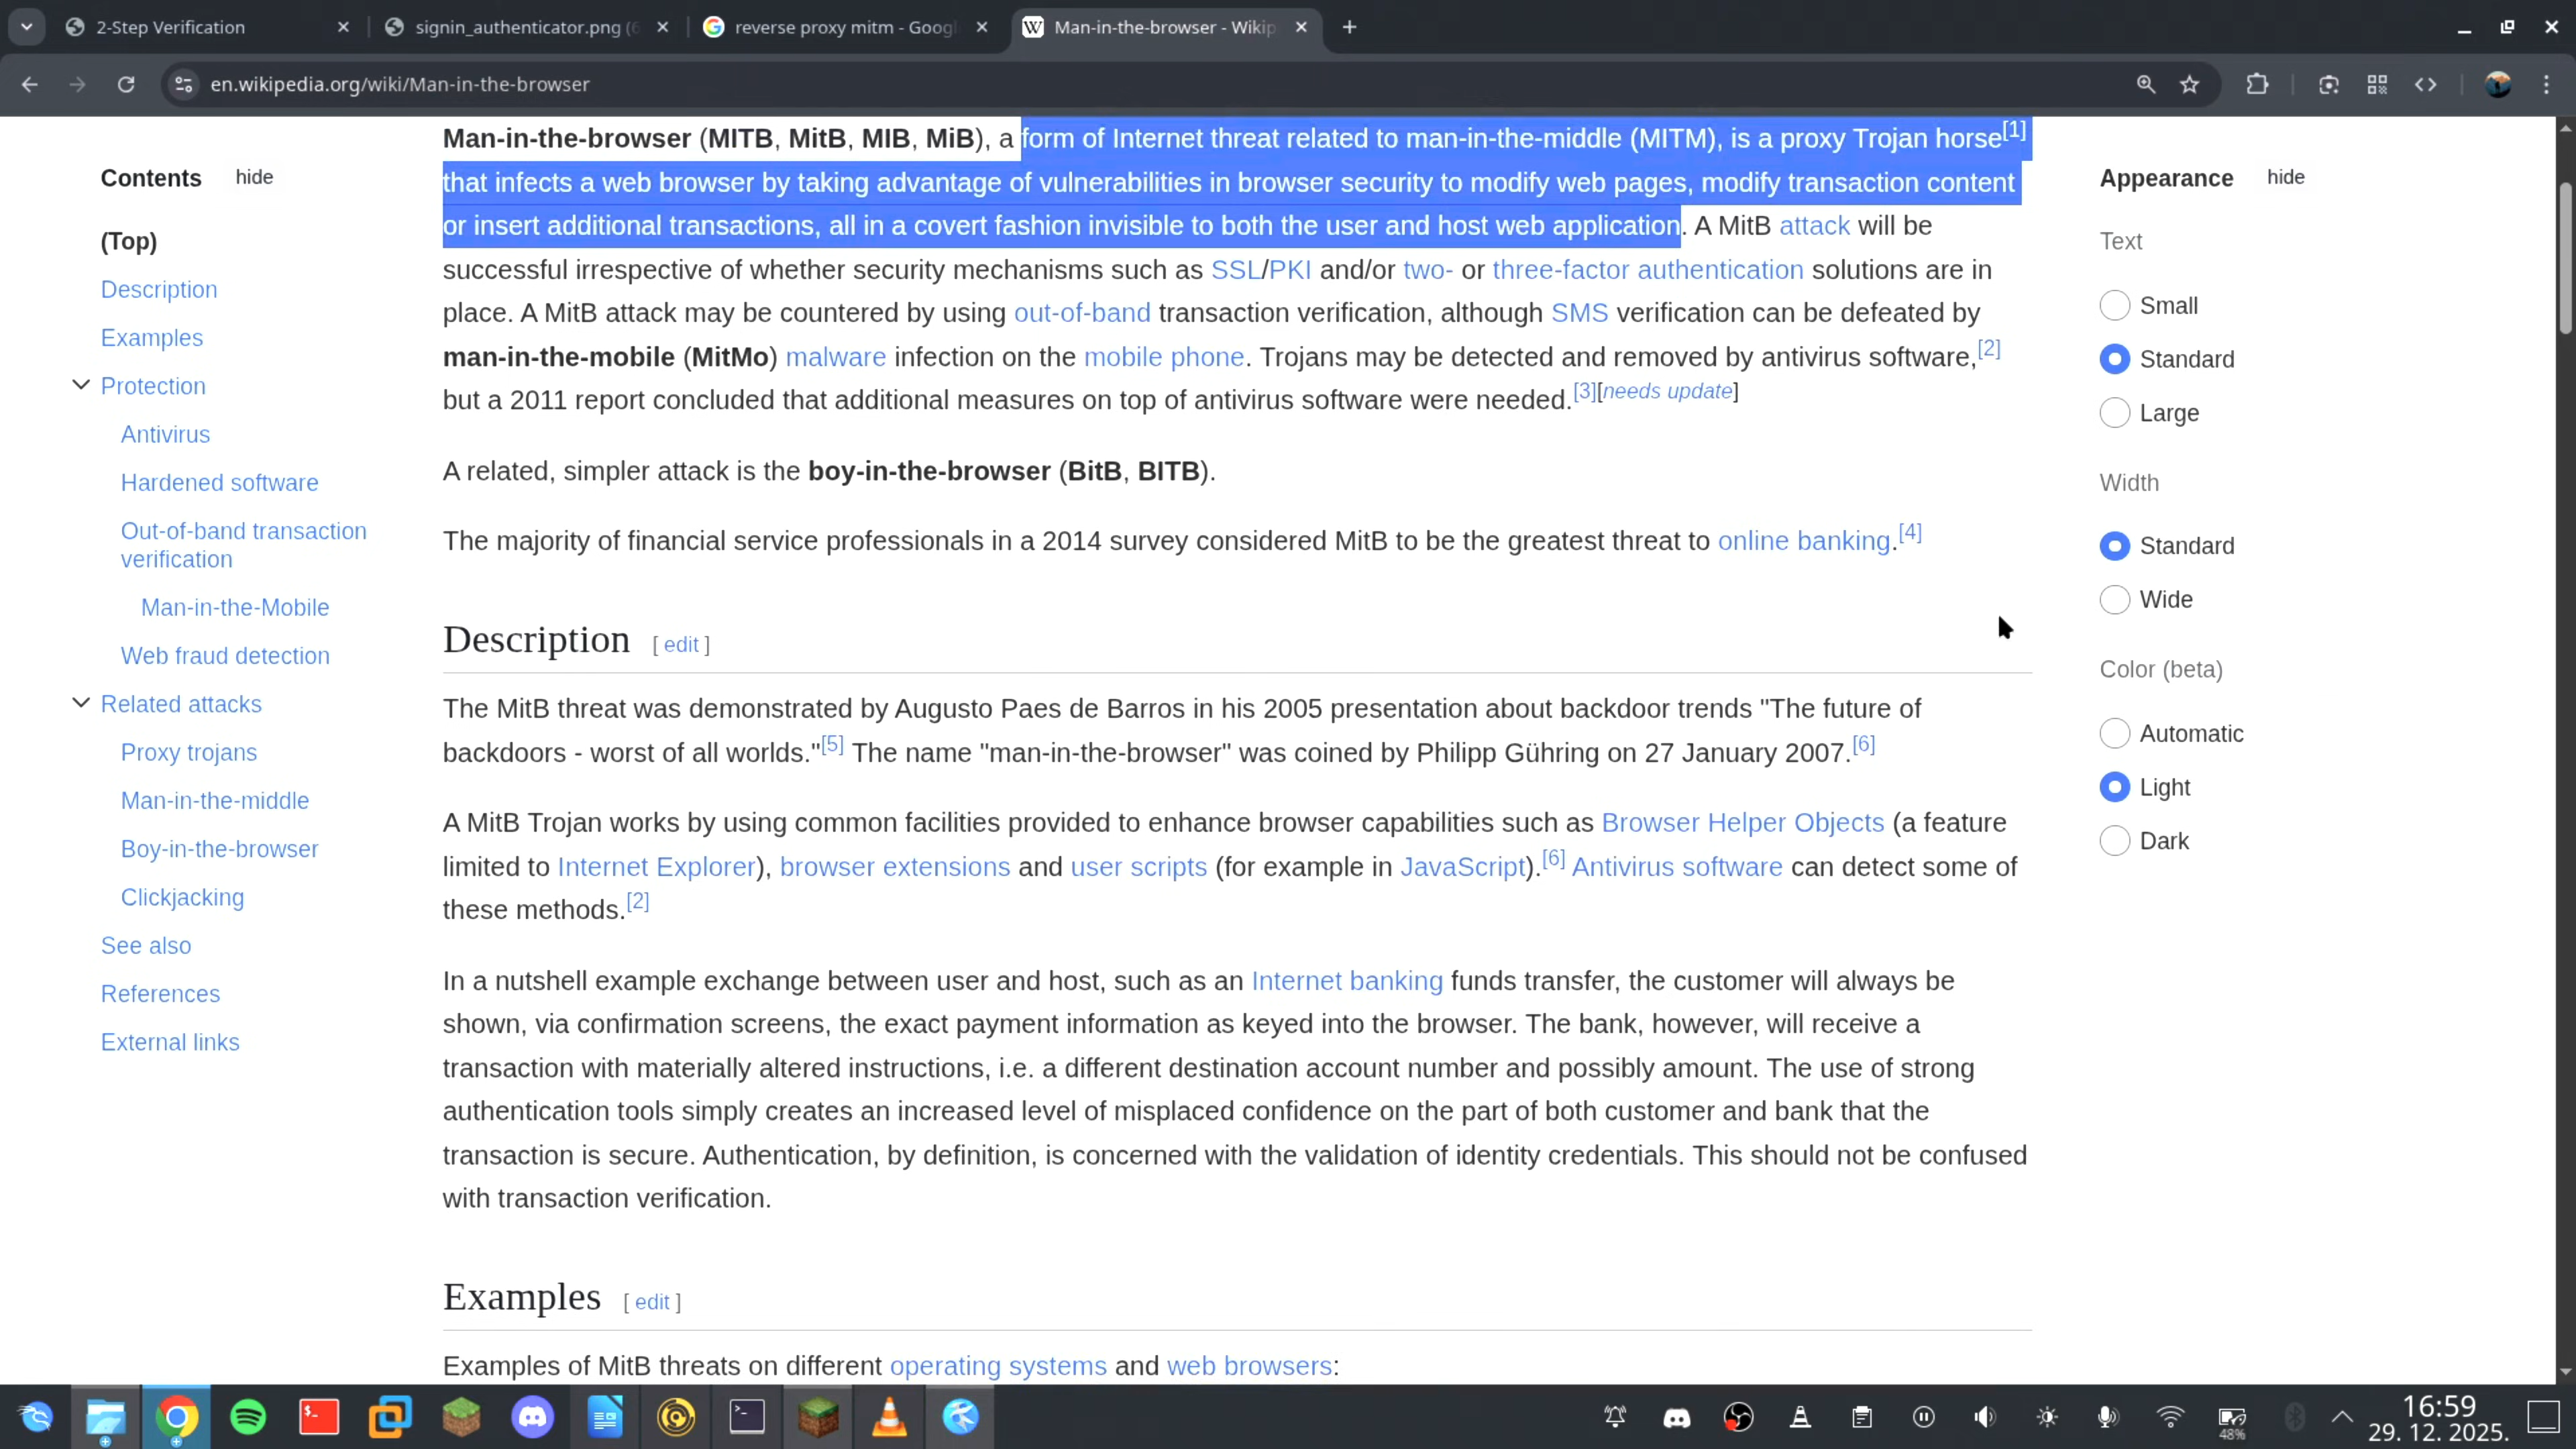 2-Step Verification
signin_authenticator.png (6
reverse proxy mitm - Googl
Man-in-the-browser - Wikip
en.wikipedia.org/wiki/Man-in-the-browser
Contents hide
(Top)
Description
Examples
Protection
Antivirus
Hardened software
Out-of-band transaction
verification
Man-in-the-Mobile
Web fraud detection
Related attacks
Proxy trojans
Man-in-the-middle
Boy-in-the-browser
Clickjacking
See also
References
External links
Man-in-the-browser (MITB, MitB, MIB, MiB), a form of Internet threat related to man-in-the-middle (MITM), is a proxy Trojan horse[1]
that infects a web browser by taking advantage of vulnerabilities in browser security to modify web pages, modify transaction content
or insert additional transactions, all in a covert fashion invisible to both the user and host web application. A MitB attack will be
successful irrespective of whether security mechanisms such as SSL/PKI and/or two- or three-factor authentication solutions are in
place. A MitB attack may be countered by using out-of-band transaction verification, although SMS verification can be defeated by
man-in-the-mobile (MitMo) malware infection on the mobile phone. Trojans may be detected and removed by antivirus software,[2]
but a 2011 report concluded that additional measures on top of antivirus software were needed.[3][needs update]
A related, simpler attack is the boy-in-the-browser (BitB, BITB).
The majority of financial service professionals in a 2014 survey considered MitB to be the greatest threat to online banking.[4]
Description [ edit ]
The MitB threat was demonstrated by Augusto Paes de Barros in his 2005 presentation about backdoor trends "The future of
backdoors - worst of all worlds."[5] The name "man-in-the-browser" was coined by Philipp Gühring on 27 January 2007.[6]
A MitB Trojan works by using common facilities provided to enhance browser capabilities such as Browser Helper Objects (a feature
limited to Internet Explorer), browser extensions and user scripts (for example in JavaScript).[6] Antivirus software can detect some of
these methods.[2]
In a nutshell example exchange between user and host, such as an Internet banking funds transfer, the customer will always be
shown, via confirmation screens, the exact payment information as keyed into the browser. The bank, however, will receive a
transaction with materially altered instructions, i.e. a different destination account number and possibly amount. The use of strong
authentication tools simply creates an increased level of misplaced confidence on the part of both customer and bank that the
transaction is secure. Authentication, by definition, is concerned with the validation of identity credentials. This should not be confused
with transaction verification.
Examples [ edit ]
Examples of MitB threats on different operating systems and web browsers:
Appearance hide
Text
Small
Standard
Large
Width
Standard
Wide
Color (beta)
Automatic
Light
Dark
48%
16:59
29. 12. 2025.